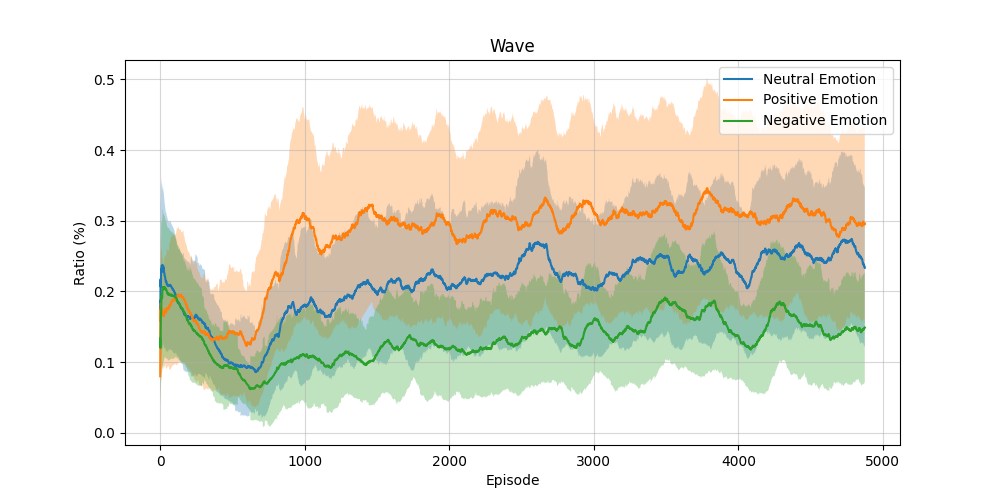 Wave
Neutral Emotion
Positive Emotion
Negative Emotion
Ratio (%)
0.5
0.4
0.3
0.2
0.1
0.0
0 1000 2000 3000 4000 5000
Episode